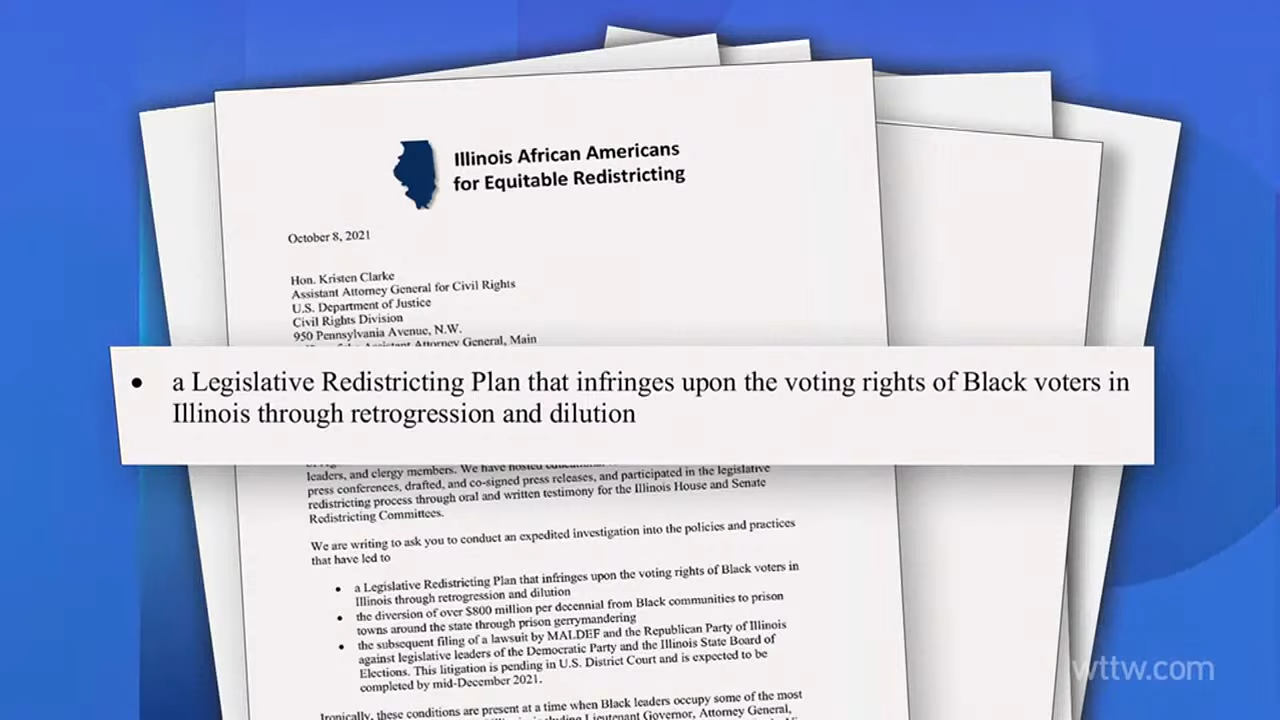 Illinois African Americans
for Equitable Redistricting
October 8, 2021
Hon. Kristen Clarke
Assistant Attorney General for Civil Rights
U.S. Department of Justice
Civil Rights Division
950 Pennsylvania Avenue, N.W.
Assistant Attorney General, Main
• a Legislative Redistricting Plan that infringes upon the voting rights of Black voters in
Illinois through retrogression and dilution
leaders, and clergy members. We have hosted
press conferences, drafted, and co-signed press releases, and participated in the legislative
redistricting process through oral and written testimony for the Illinois House and Senate
Redistricting Committees.
We are writing to ask you to conduct an expedited investigation into the policies and practices
that have led to
• a Legislative Redistricting Plan that infringes upon the voting rights of Black voters in
Illinois through retrogression and dilution
• the diversion of over $800 million per decennial from Black communities to prison
towns around the state through prison gerrymandering
• the subsequent filing of a lawsuit by MALDEF and the Republican Party of Illinois
against legislative leaders of the Democratic Party and the Illinois State Board of
Elections. This litigation is pending in U.S. District Court and is expected to be
completed by mid-December 2021.
Ironically, these conditions are present at a time when Black leaders occupy some of the most
including Lieutenant Governor, Attorney General,
wttw.com